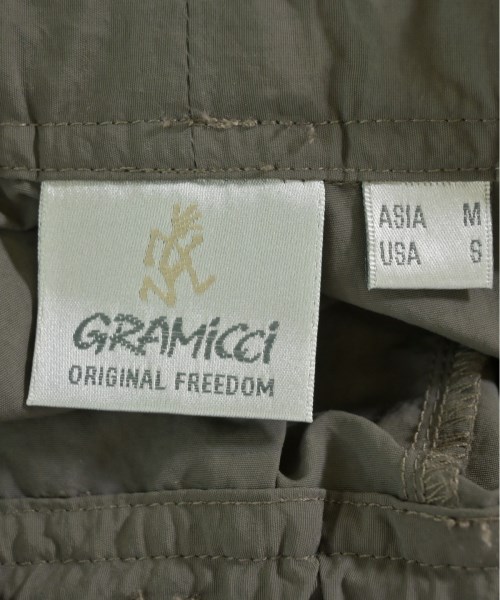 GRAMiCCi
ORIGINAL FREEDOM
ASIA M
USA S